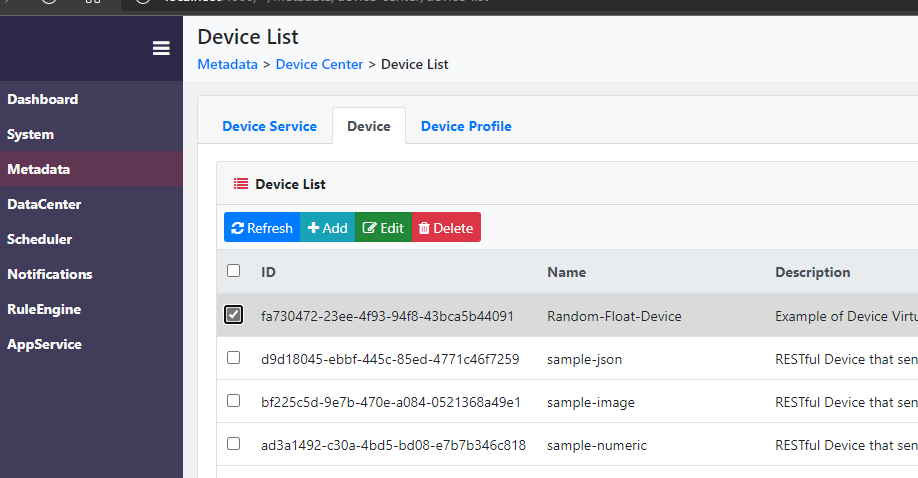 Device List
Metadata > Device Center > Device List
Dashboard
System
Metadata
DataCenter
Scheduler
Notifications
RuleEngine
AppService
Device Service Device Device Profile
Device List
Refresh Add Edit Delete
ID Name Description
fa730472-23ee-4f93-94f8-43bca5b44091 Random-Float-Device Example of Device Virtu
d9d18045-ebbf-445c-85ed-4771c46f7259 sample-json RESTful Device that sen
bf225c5d-9e7b-470e-a084-0521368a49e1 sample-image RESTful Device that sen
ad3a1492-c30a-4bd5-bd08-e7b7b346c818 sample-numeric RESTful Device that sen